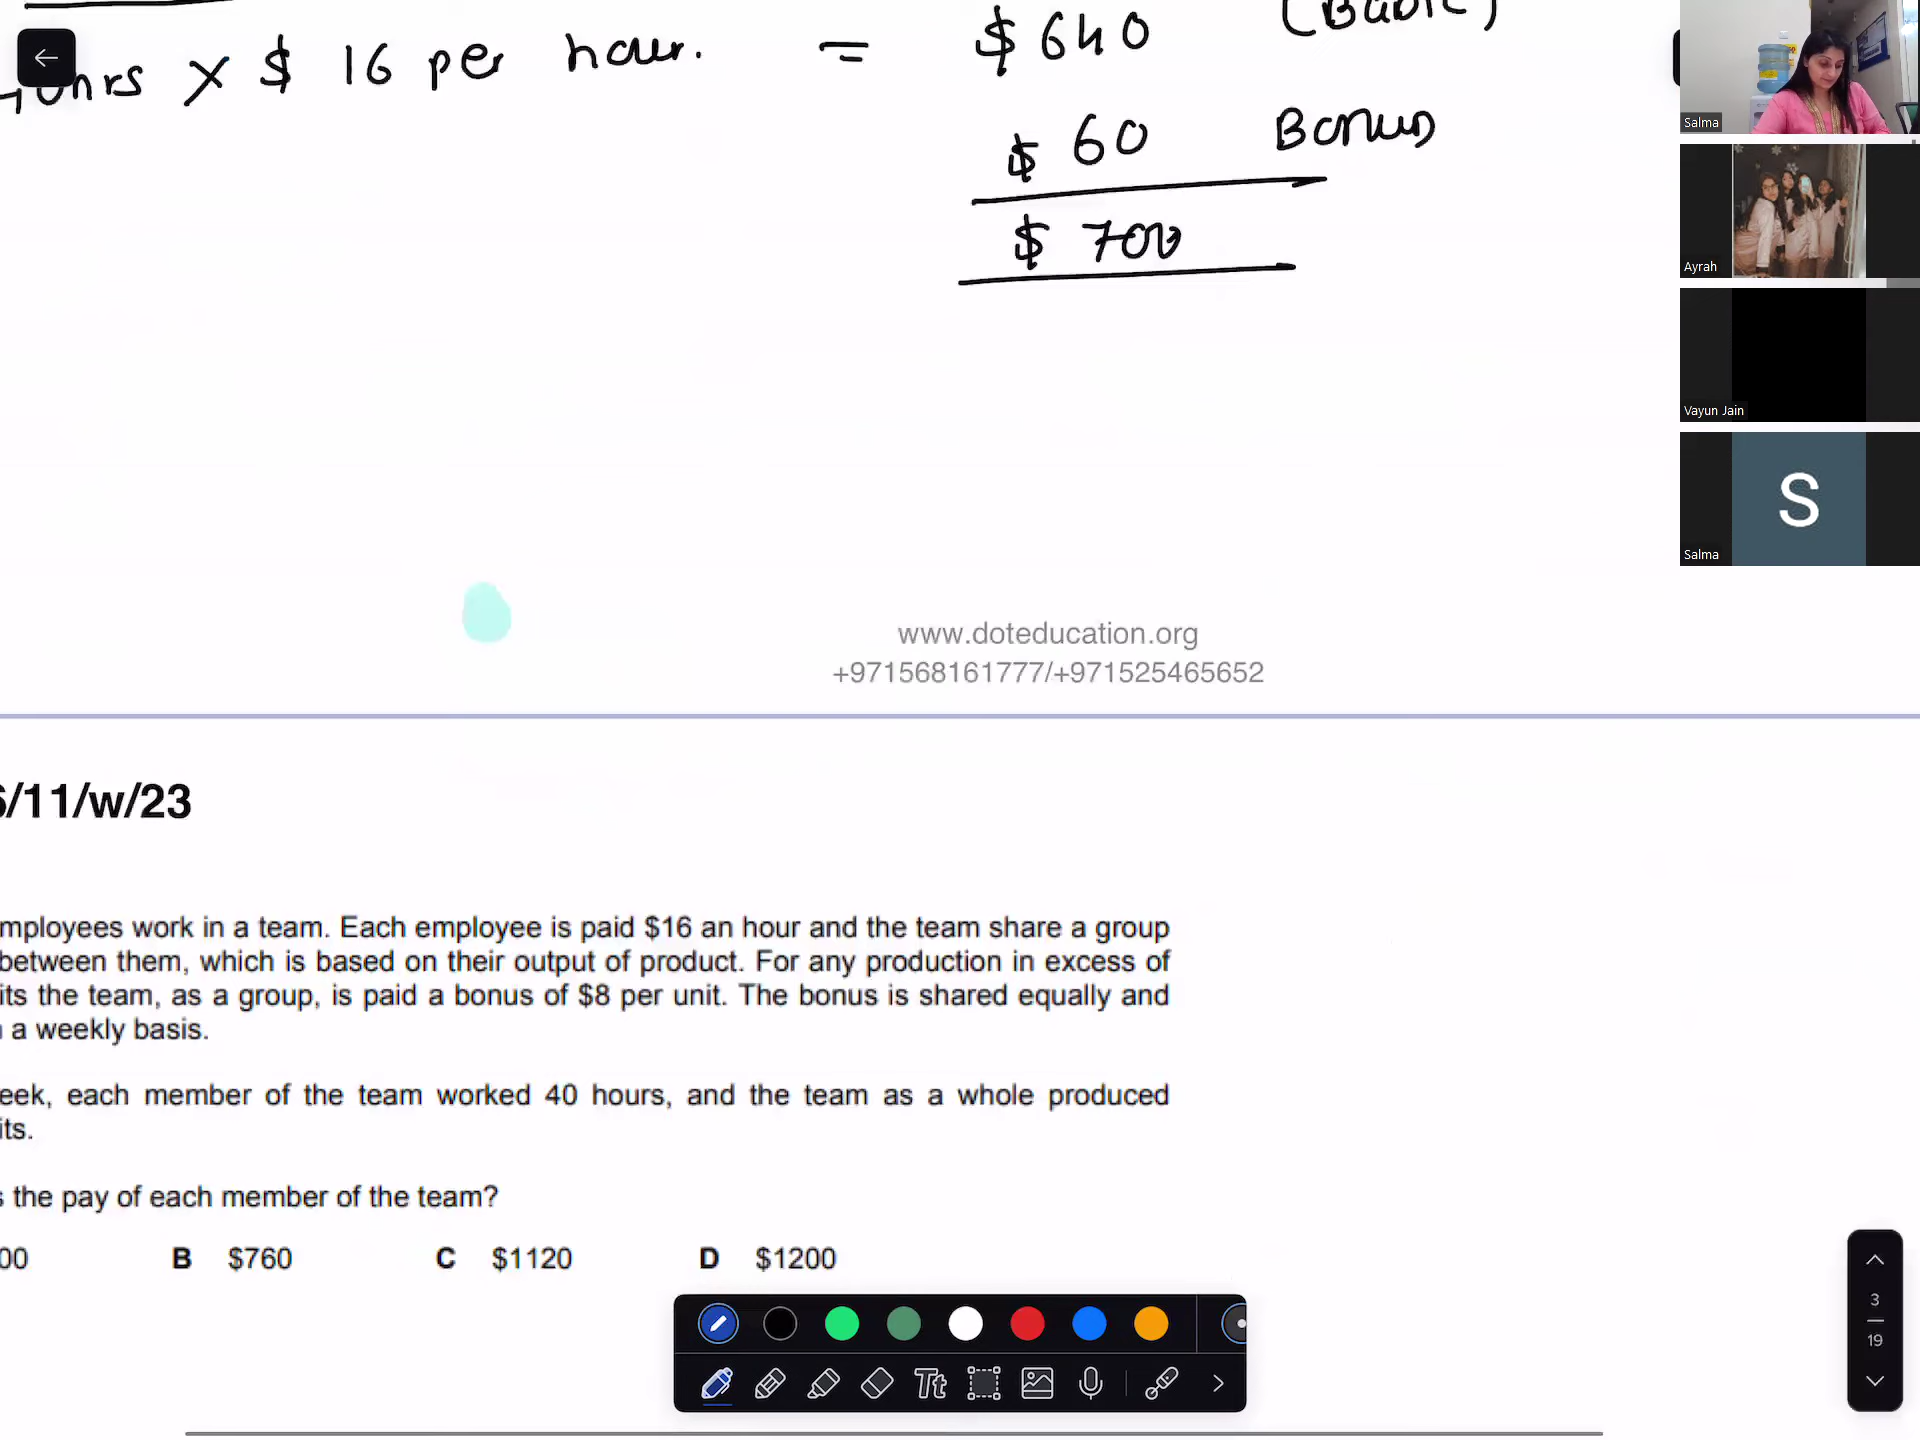 hrs × $ 16 per hour. = $ 640
$ 60 Bonus
$ 700
www.doteducation.org
+971568161777/+971525465652
/11/w/23
mployees work in a team. Each employee is paid $16 an hour and the team share a group
between them, which is based on their output of product. For any production in excess of
its the team, as a group, is paid a bonus of $8 per unit. The bonus is shared equally and
a weekly basis.
eek, each member of the team worked 40 hours, and the team as a whole produced
its.
s the pay of each member of the team?
00 B $760 C $1120 D $1200
Salma
Ayrah
Vayun Jain
S
Salma
Tt
3
19